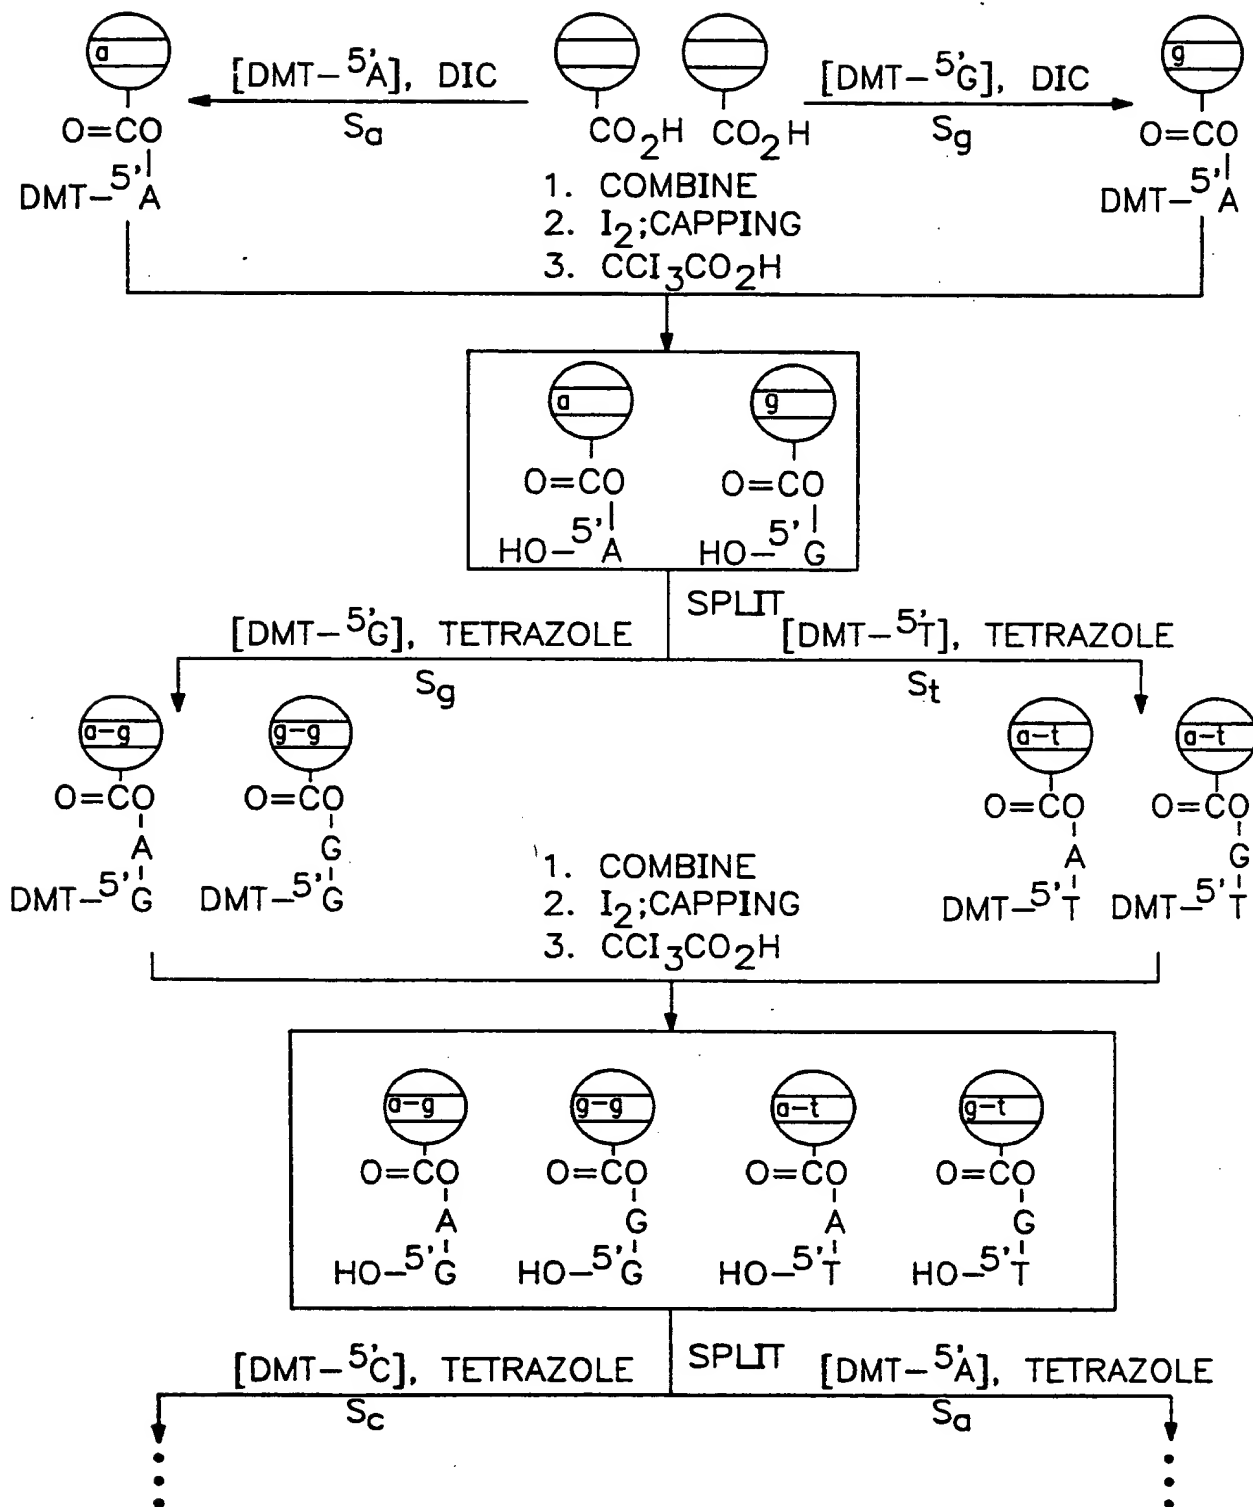 a
g
[DMT-5'A], DIC
[DMT-5'G], DIC
Sa
Sg
O=CO
CO2H
CO2H
O=CO
DMT-5'A
DMT-5'A
1. COMBINE
2. I2;CAPPING
3. CCI3CO2H
a
g
O=CO
O=CO
HO-5'A
HO-5'G
SPLIT
[DMT-5'G], TETRAZOLE
[DMT-5'T], TETRAZOLE
Sg
St
a-g
g-g
a-t
a-t
O=CO
O=CO
O=CO
O=CO
A
G
A
G
DMT-5'G
DMT-5'G
DMT-5'T
DMT-5'T
1. COMBINE
2. I2;CAPPING
3. CCI3CO2H
a-g
g-g
a-t
g-t
O=CO
O=CO
O=CO
O=CO
A
G
A
G
HO-5'G
HO-5'G
HO-5'T
HO-5'T
SPLIT
[DMT-5'C], TETRAZOLE
[DMT-5'A], TETRAZOLE
Sc
Sa